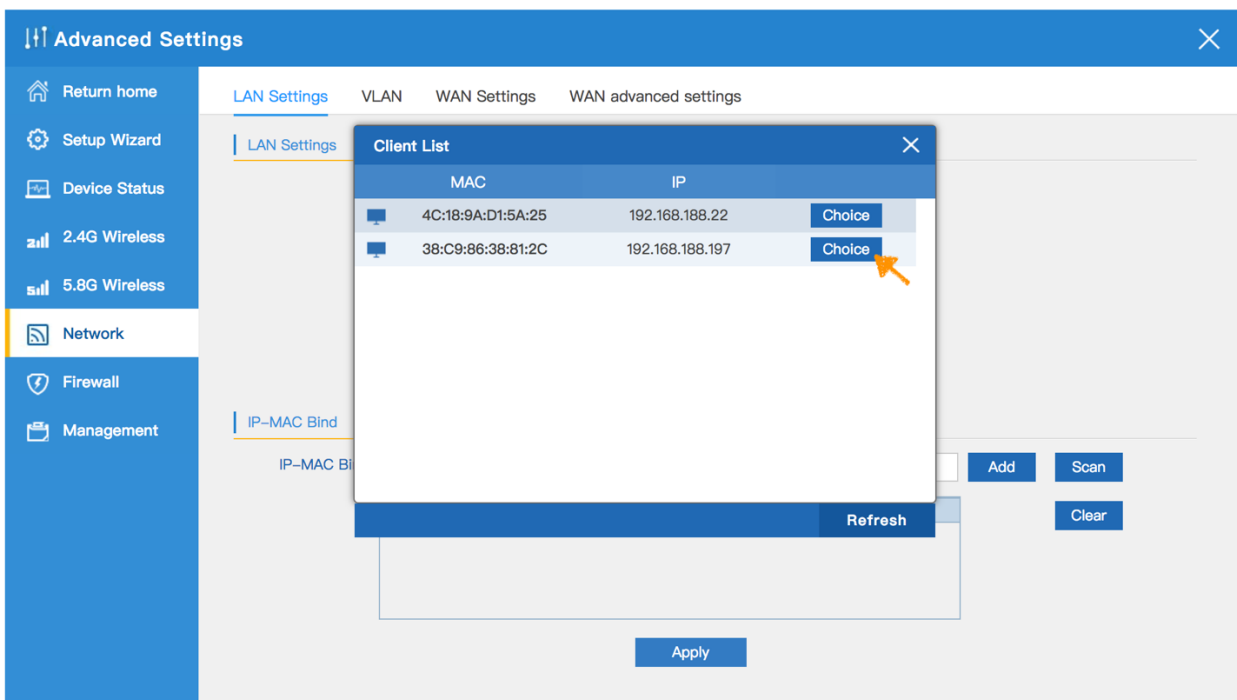 Advanced Settings
Return home
Setup Wizard
Device Status
2.4G Wireless
5.8G Wireless
Network
Firewall
Management
LAN Settings VLAN WAN Settings WAN advanced settings
LAN Settings
Client List
MAC IP
4C:18:9A:D1:5A:25 192.168.188.22 Choice
38:C9:86:38:81:2C 192.168.188.197 Choice
IP-MAC Bind
IP-MAC Bi Add Scan
Refresh Clear
Apply